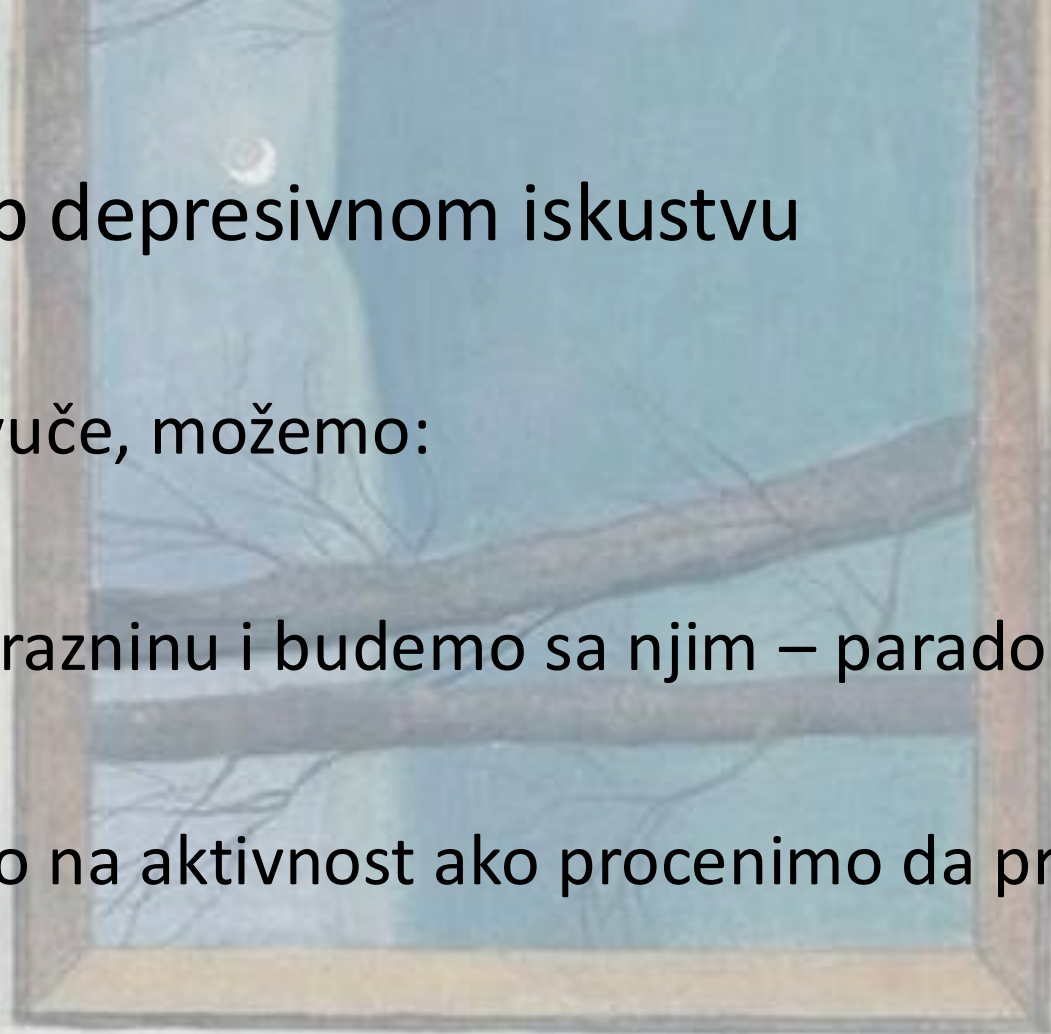 p depresivnom iskustvu
vuče, možemo:
razninu i budemo sa njim – parado
o na aktivnost ako procenimo da pr